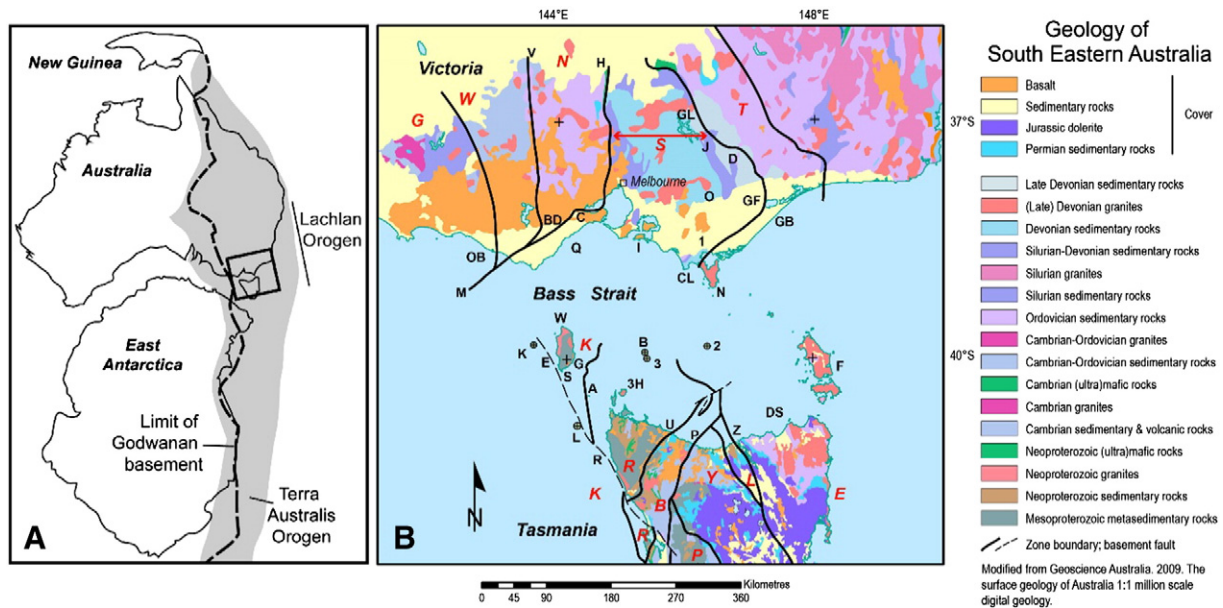 New Guinea
Australia
Lachlan
Orogen
East
Antarctica
Limit of
Godwanan
basement
Terra
Australis
Orogen
A
144°E
148°E
37°S
40°S
Victoria
V
N
H
W
G
GL
T
S
J
D
Melbourne
O
GF
GB
BD
C
OB
Q
I
1
CL
N
M
Bass Strait
W
K
K
E
S
G
A
B
3
2
F
3H
L
U
P
Z
DS
R
R
K
Y
L
B
E
R
P
N
Tasmania
B
Kilometres
0 45 90 180 270 360
Geology of
South Eastern Australia
Basalt
Sedimentary rocks
Jurassic dolerite
Permian sedimentary rocks
Cover
Late Devonian sedimentary rocks
(Late) Devonian granites
Devonian sedimentary rocks
Silurian-Devonian sedimentary rocks
Silurian granites
Silurian sedimentary rocks
Ordovician sedimentary rocks
Cambrian-Ordovician granites
Cambrian-Ordovician sedimentary rocks
Cambrian (ultra)mafic rocks
Cambrian granites
Cambrian sedimentary & volcanic rocks
Neoproterozoic (ultra)mafic rocks
Neoproterozoic granites
Neoproterozoic sedimentary rocks
Mesoproterozoic metasedimentary rocks
Zone boundary; basement fault
Modified from Geoscience Australia. 2009. The
surface geology of Australia 1:1 million scale
digital geology.